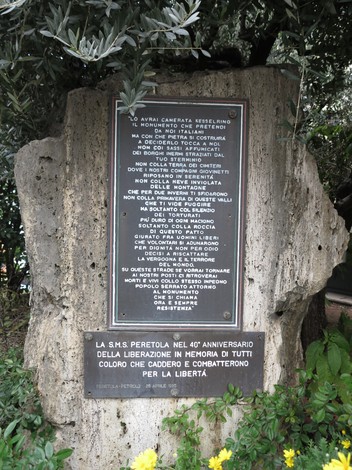 "LO AVRAI CAMERATA KESSELRING
IL MONUMENTO CHE PRETENDI
DA NOI ITALIANI
MA CON CHE PIETRA SI COSTRUIRÀ
A DECIDERLO TOCCA A NOI.
NON COI SASSI AFFUMICATI
DEI BORGHI INERMI STRAZIATI DAL
TUO STERMINIO
NON COLLA TERRA DEI CIMITERI
DOVE I NOSTRI COMPAGNI GIOVINETTI
RIPOSANO IN SERENITÀ
NON COLLA NEVE INVIOLATA
DELLE MONTAGNE
CHE PER DUE INVERNI TI SFIDARONO
NON COLLA PRIMAVERA DI QUESTE VALLI
CHE TI VIDE FUGGIRE
MA SOLTANTO COL SILENZIO
DEI TORTURATI
PIÙ DURO DI OGNI MACIGNO
SOLTANTO COLLA ROCCIA
DI QUESTO PATTO
GIURATO FRA UOMINI LIBERI
CHE VOLONTARI SI ADUNARONO
PER DIGNITÀ NON PER ODIO
DECISI A RISCATTARE
LA VERGOGNA E IL TERRORE
DEL MONDO.
SU QUESTE STRADE SE VORRAI TORNARE
AI NOSTRI POSTI CI RITROVERAI
MORTI E VIVI COLLO STESSO IMPEGNO
POPOLO SERRATO ATTORNO
AL MONUMENTO
CHE SI CHIAMA
ORA E SEMPRE
RESISTENZA"
LA S.M.S. PERETOLA NEL 40° ANNIVERSARIO
DELLA LIBERAZIONE IN MEMORIA DI TUTTI
COLORO CHE CADDERO E COMBATTERONO
PER LA LIBERTÁ
APRILE